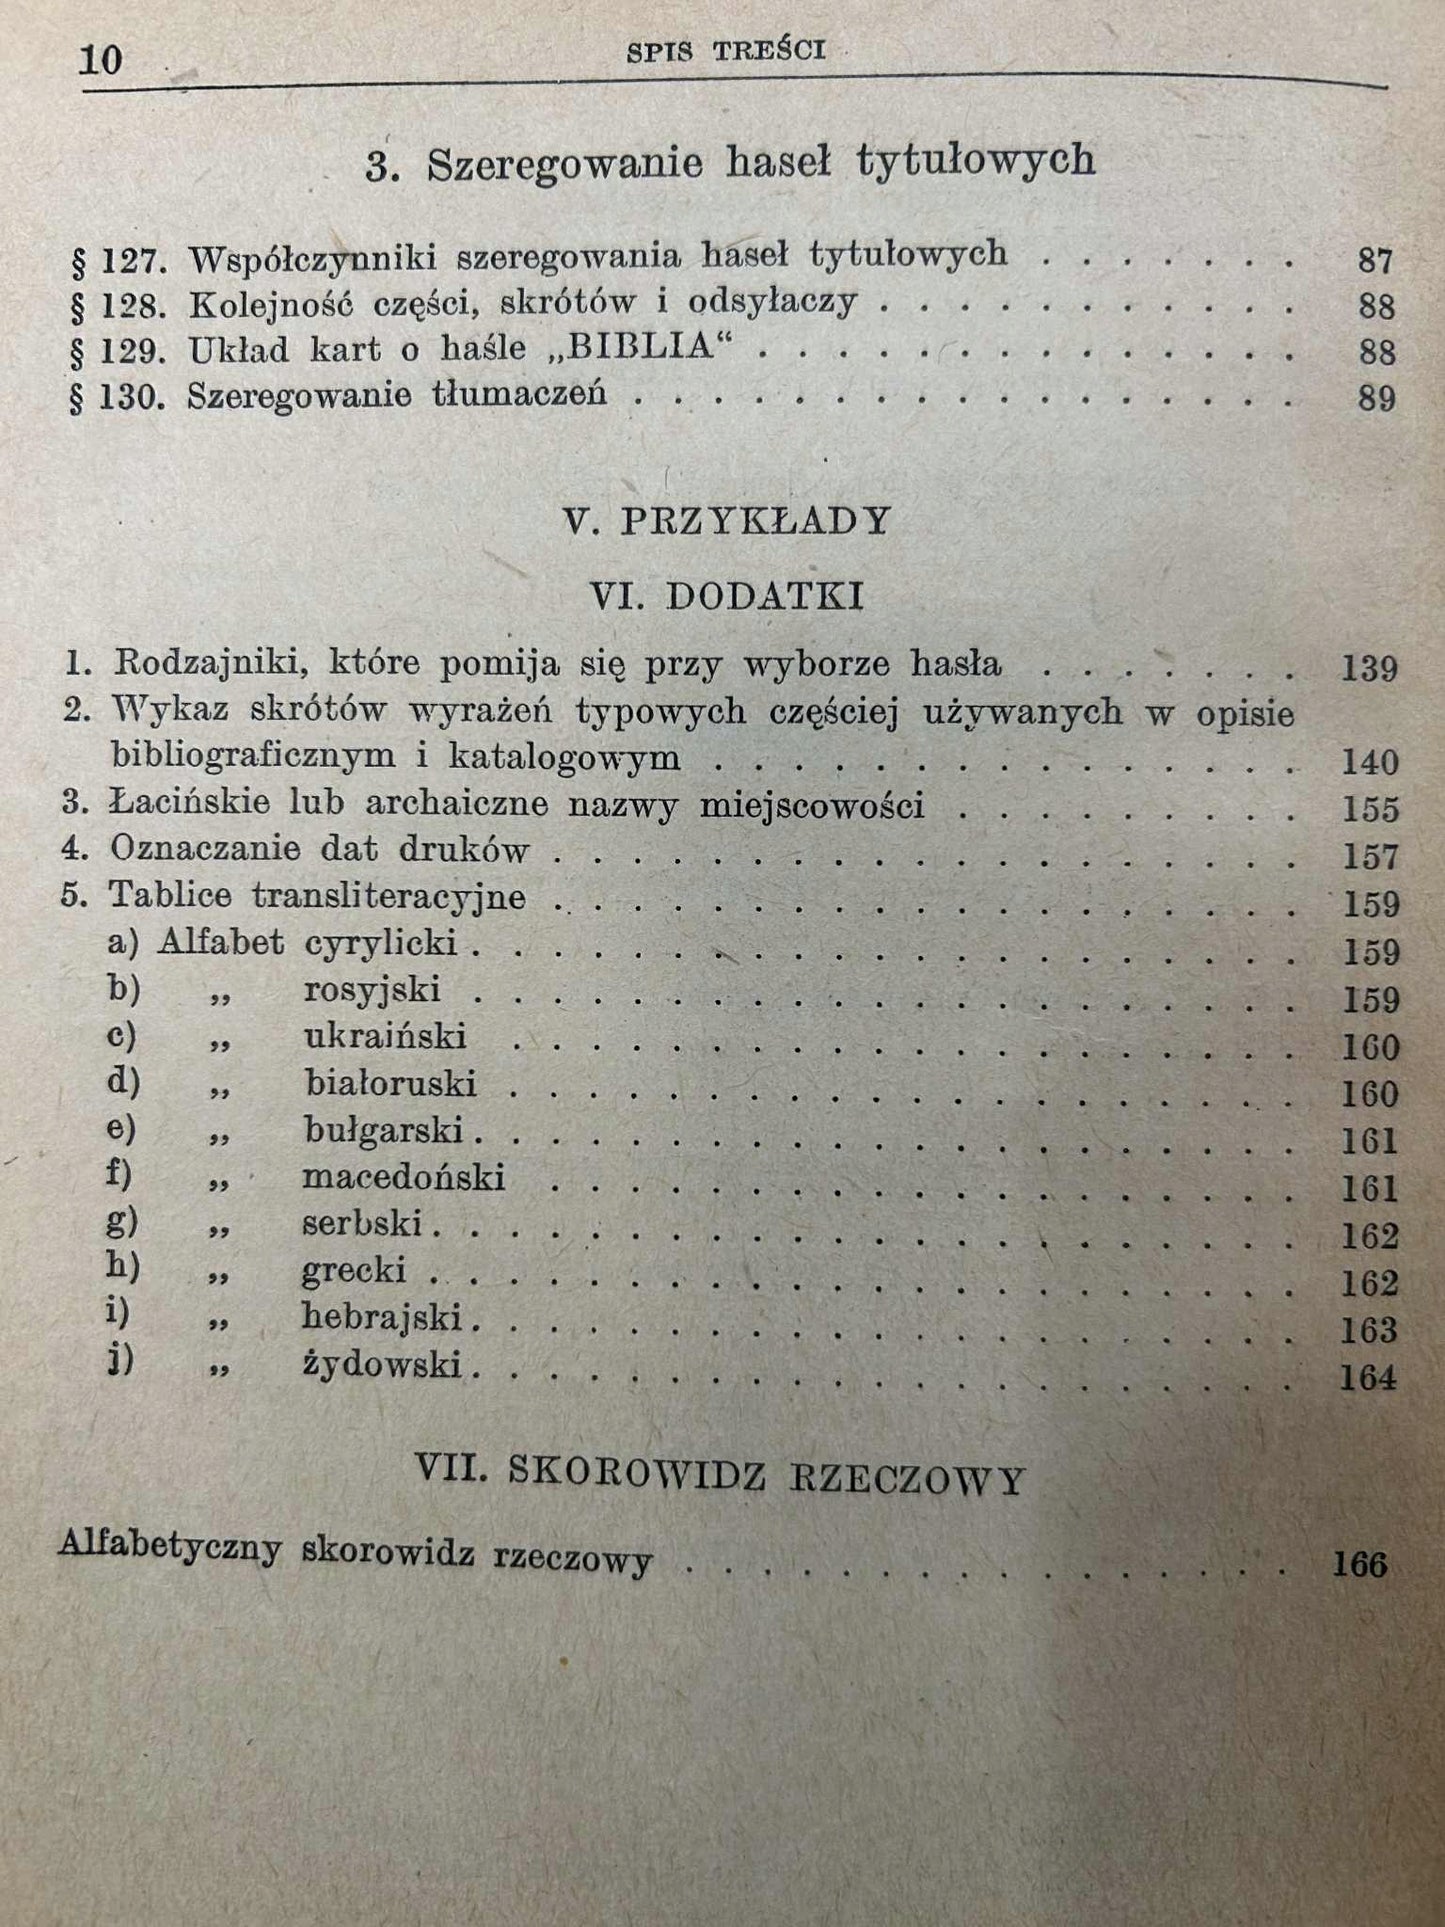 10 SPIS TREŚCI
3. Szeregowanie haseł tytułowych
§ 127. Współczynniki szeregowania haseł tytułowych . . . . . . . 87
§ 128. Kolejność części, skrótów i odsyłaczy . . . . . . . . . . . 88
§ 129. Układ kart o haśle „BIBLIA“ . . . . . . . . . . . . . . 88
§ 130. Szeregowanie tłumaczeń . . . . . . . . . . . . . . . . . 89
V. PRZYKŁADY
VI. DODATKI
1. Rodzajniki, które pomija się przy wyborze hasła . . . . . . . 139
2. Wykaz skrótów wyrażeń typowych częściej używanych w opisie
bibliograficznym i katalogowym . . . . . . . . . . . . . . . 140
3. Łacińskie lub archaiczne nazwy miejscowości . . . . . . . . . 155
4. Oznaczanie dat druków . . . . . . . . . . . . . . . . . . . 157
5. Tablice transliteracyjne . . . . . . . . . . . . . . . . . . . 159
a) Alfabet cyrylicki . . . . . . . . . . . . . . . . . . . . . 159
b) „ rosyjski . . . . . . . . . . . . . . . . . . . . . 159
c) „ ukraiński . . . . . . . . . . . . . . . . . . . . 160
d) „ białoruski . . . . . . . . . . . . . . . . . . . . 160
e) „ bułgarski . . . . . . . . . . . . . . . . . . . . . 161
f) „ macedoński . . . . . . . . . . . . . . . . . . . 161
g) „ serbski . . . . . . . . . . . . . . . . . . . . . . 162
h) „ grecki . . . . . . . . . . . . . . . . . . . . . . 162
i) „ hebrajski . . . . . . . . . . . . . . . . . . . . . 163
j) „ żydowski . . . . . . . . . . . . . . . . . . . . . 164
VII. SKOROWIDZ RZECZOWY
Alfabetyczny skorowidz rzeczowy . . . . . . . . . . . . . . . . 166